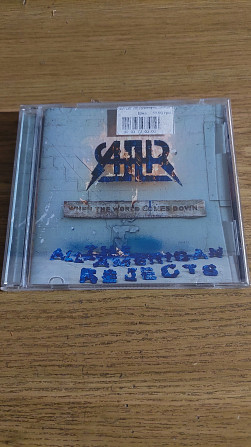 AAR
WHEN THE WORLD COMES DOWN
THE
ALL-AMERICAN
REJECTS